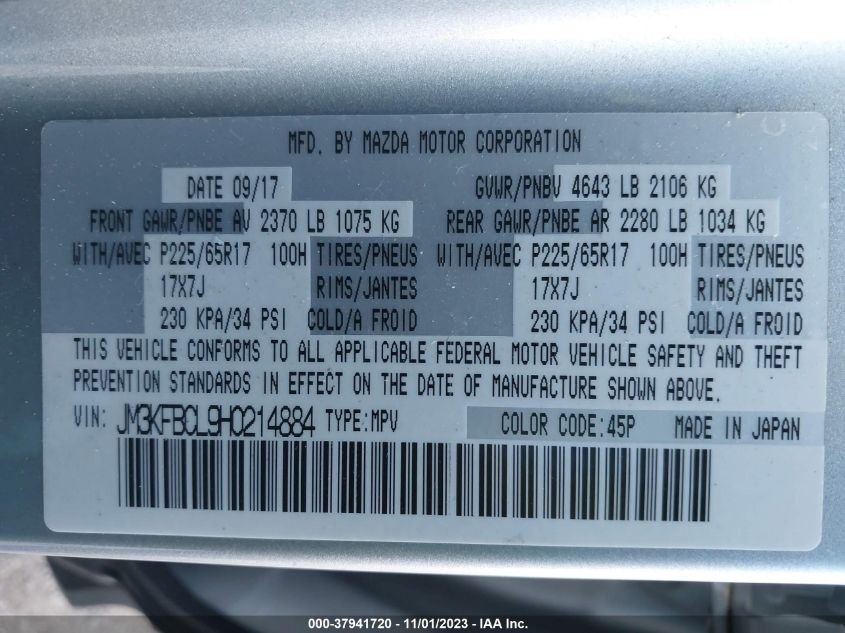 MFD. BY MAZDA MOTOR CORPORATION
DATE 09/17 GVWR/PNBV 4643 LB 2106 KG
FRONT GAWR/PNBE AV 2370 LB 1075 KG REAR GAWR/PNBE AR 2280 LB 1034 KG
WITH/AVEC P225/65R17 100H TIRES/PNEUS WITH/AVEC P225/65R17 100H TIRES/PNEUS
17X7J RIMS/JANTES 17X7J RIMS/JANTES
230 KPA/34 PSI COLD/A FROID 230 KPA/34 PSI COLD/A FROID
THIS VEHICLE CONFORMS TO ALL APPLICABLE FEDERAL MOTOR VEHICLE SAFETY AND THEFT
PREVENTION STANDARDS IN EFFECT ON THE DATE OF MANUFACTURE SHOWN ABOVE.
VIN: JM3KFBCL9H0214884 TYPE:MPV COLOR CODE:45P MADE IN JAPAN
000-37941720 - 11/01/2023 - IAA Inc.